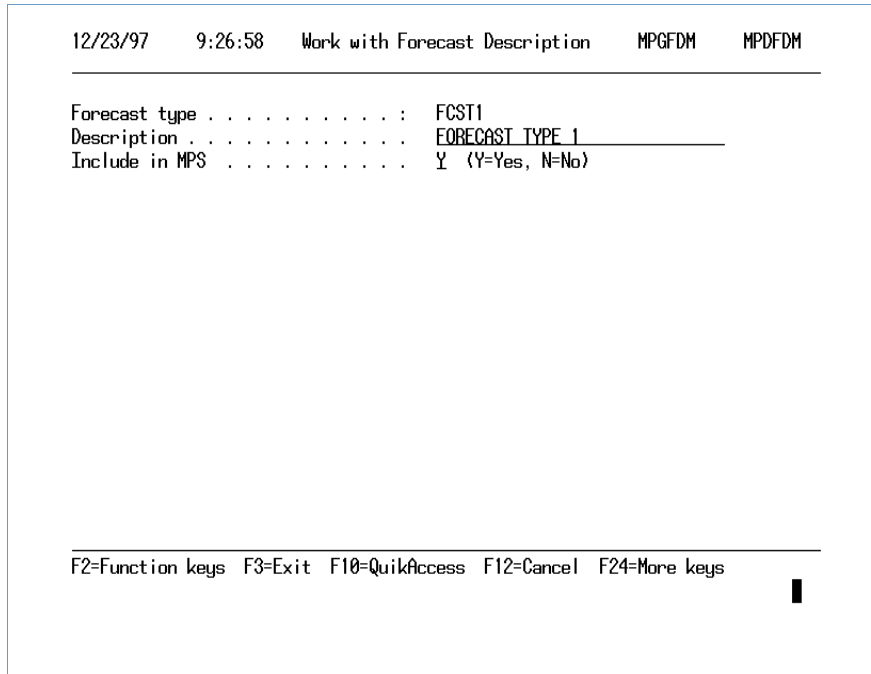 12/23/97 9:26:58 Work with Forecast Description MPGFDM MPDFDM
Forecast type . . . . . . . . . . . : FCST1
Description . . . . . . . . . . . . FORECAST TYPE 1
Include in MPS . . . . . . . . . . Y (Y=Yes, N=No)
F2=Function keys F3=Exit F10=QuikAccess F12=Cancel F24=More keys